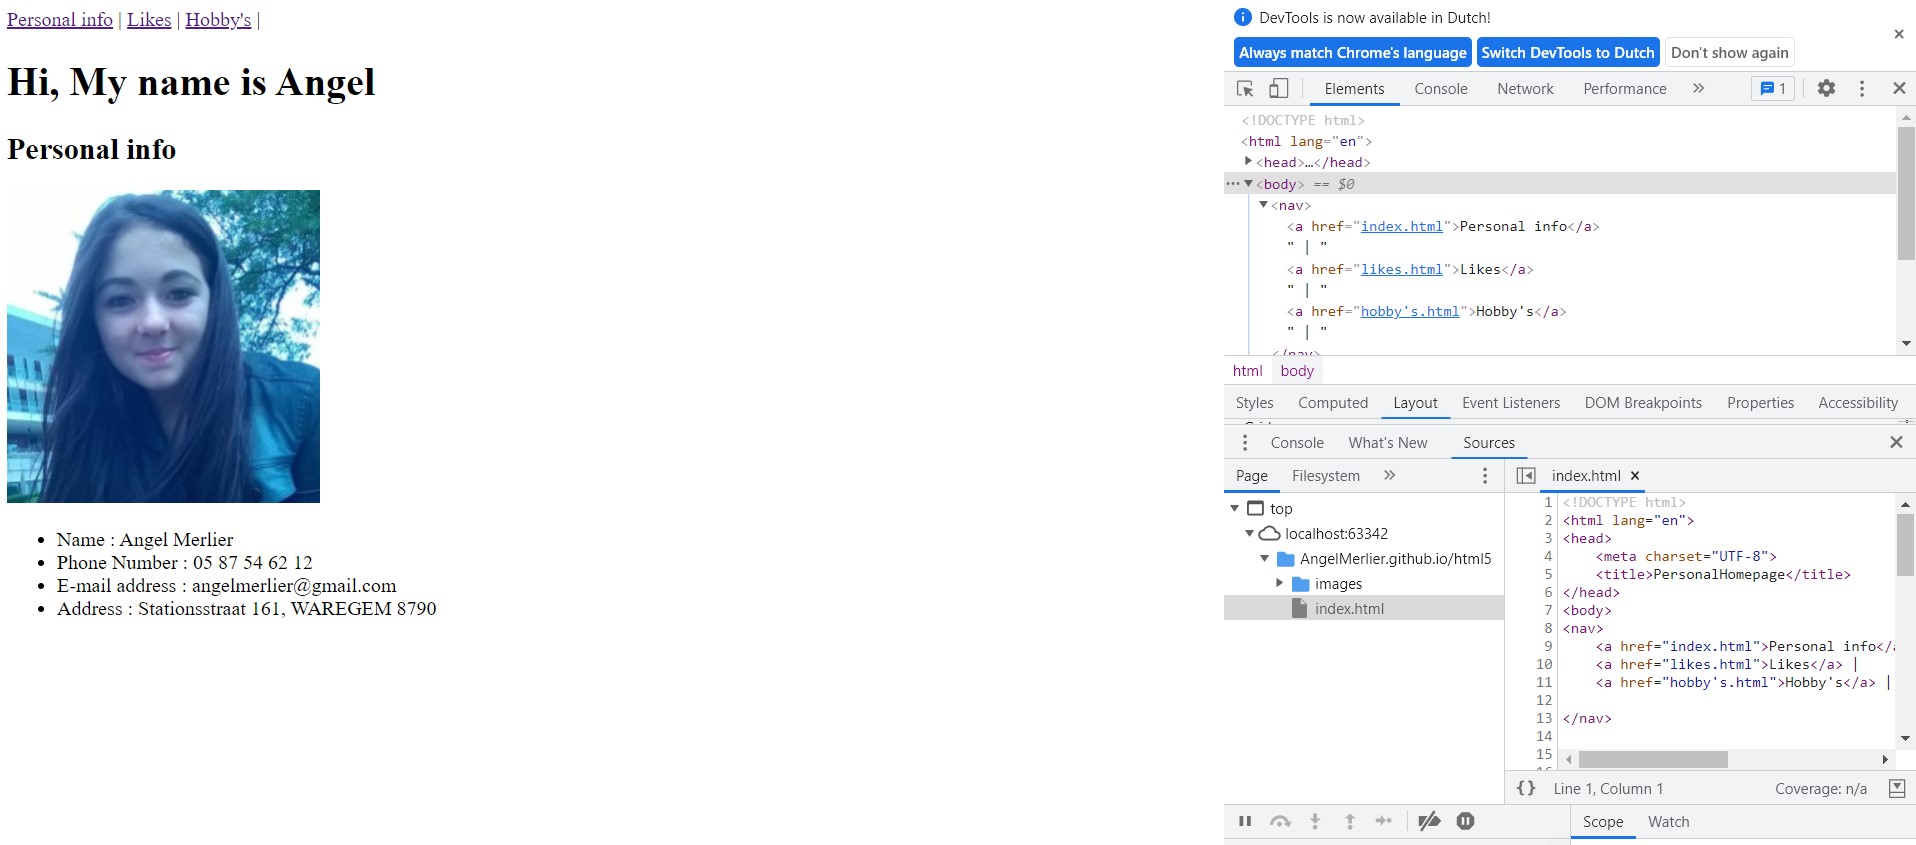 Personal info | Likes | Hobby's |
Hi, My name is Angel
Personal info
Name : Angel Merlier
Phone Number : 05 87 54 62 12
E-mail address : angelmerlier@gmail.com
Address : Stationsstraat 161, WAREGEM 8790
DevTools is now available in Dutch!
Always match Chrome's language Switch DevTools to Dutch Don't show again
Elements Console Network Performance » 1
<!DOCTYPE html>
<html lang="en">
<head>…</head>
<body> == $0
<nav>
<a href="index.html">Personal info</a>
" | "
<a href="likes.html">Likes</a>
" | "
<a href="hobby's.html">Hobby's</a>
" | "
</nav>
html body
Styles Computed Layout Event Listeners DOM Breakpoints Properties Accessibility
Console What's New Sources
Page Filesystem »
top
localhost:63342
AngelMerlier.github.io/html5
images
index.html
index.html ×
1 <!DOCTYPE html>
2 <html lang="en">
3 <head>
4 <meta charset="UTF-8">
5 <title>PersonalHomepage</title>
6 </head>
7 <body>
8 <nav>
9 <a href="index.html">Personal info</a
10 <a href="likes.html">Likes</a> |
11 <a href="hobby's.html">Hobby's</a> |
12
13 </nav>
14
15
{} Line 1, Column 1 Coverage: n/a
Scope Watch